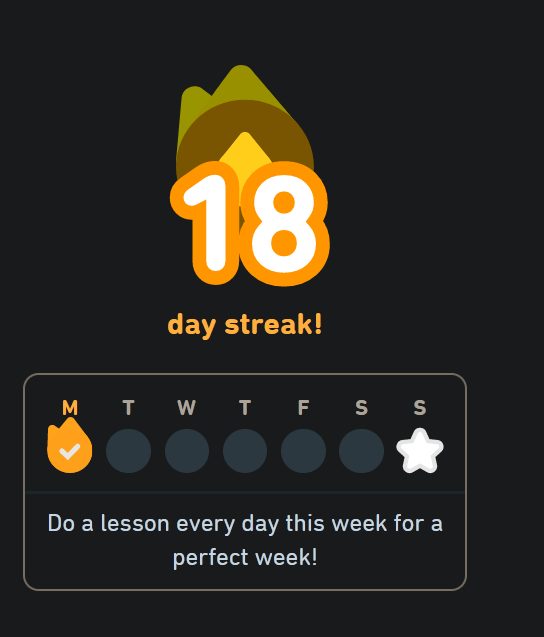 18
day streak!
M T W T F S S
Do a lesson every day this week for a
perfect week!